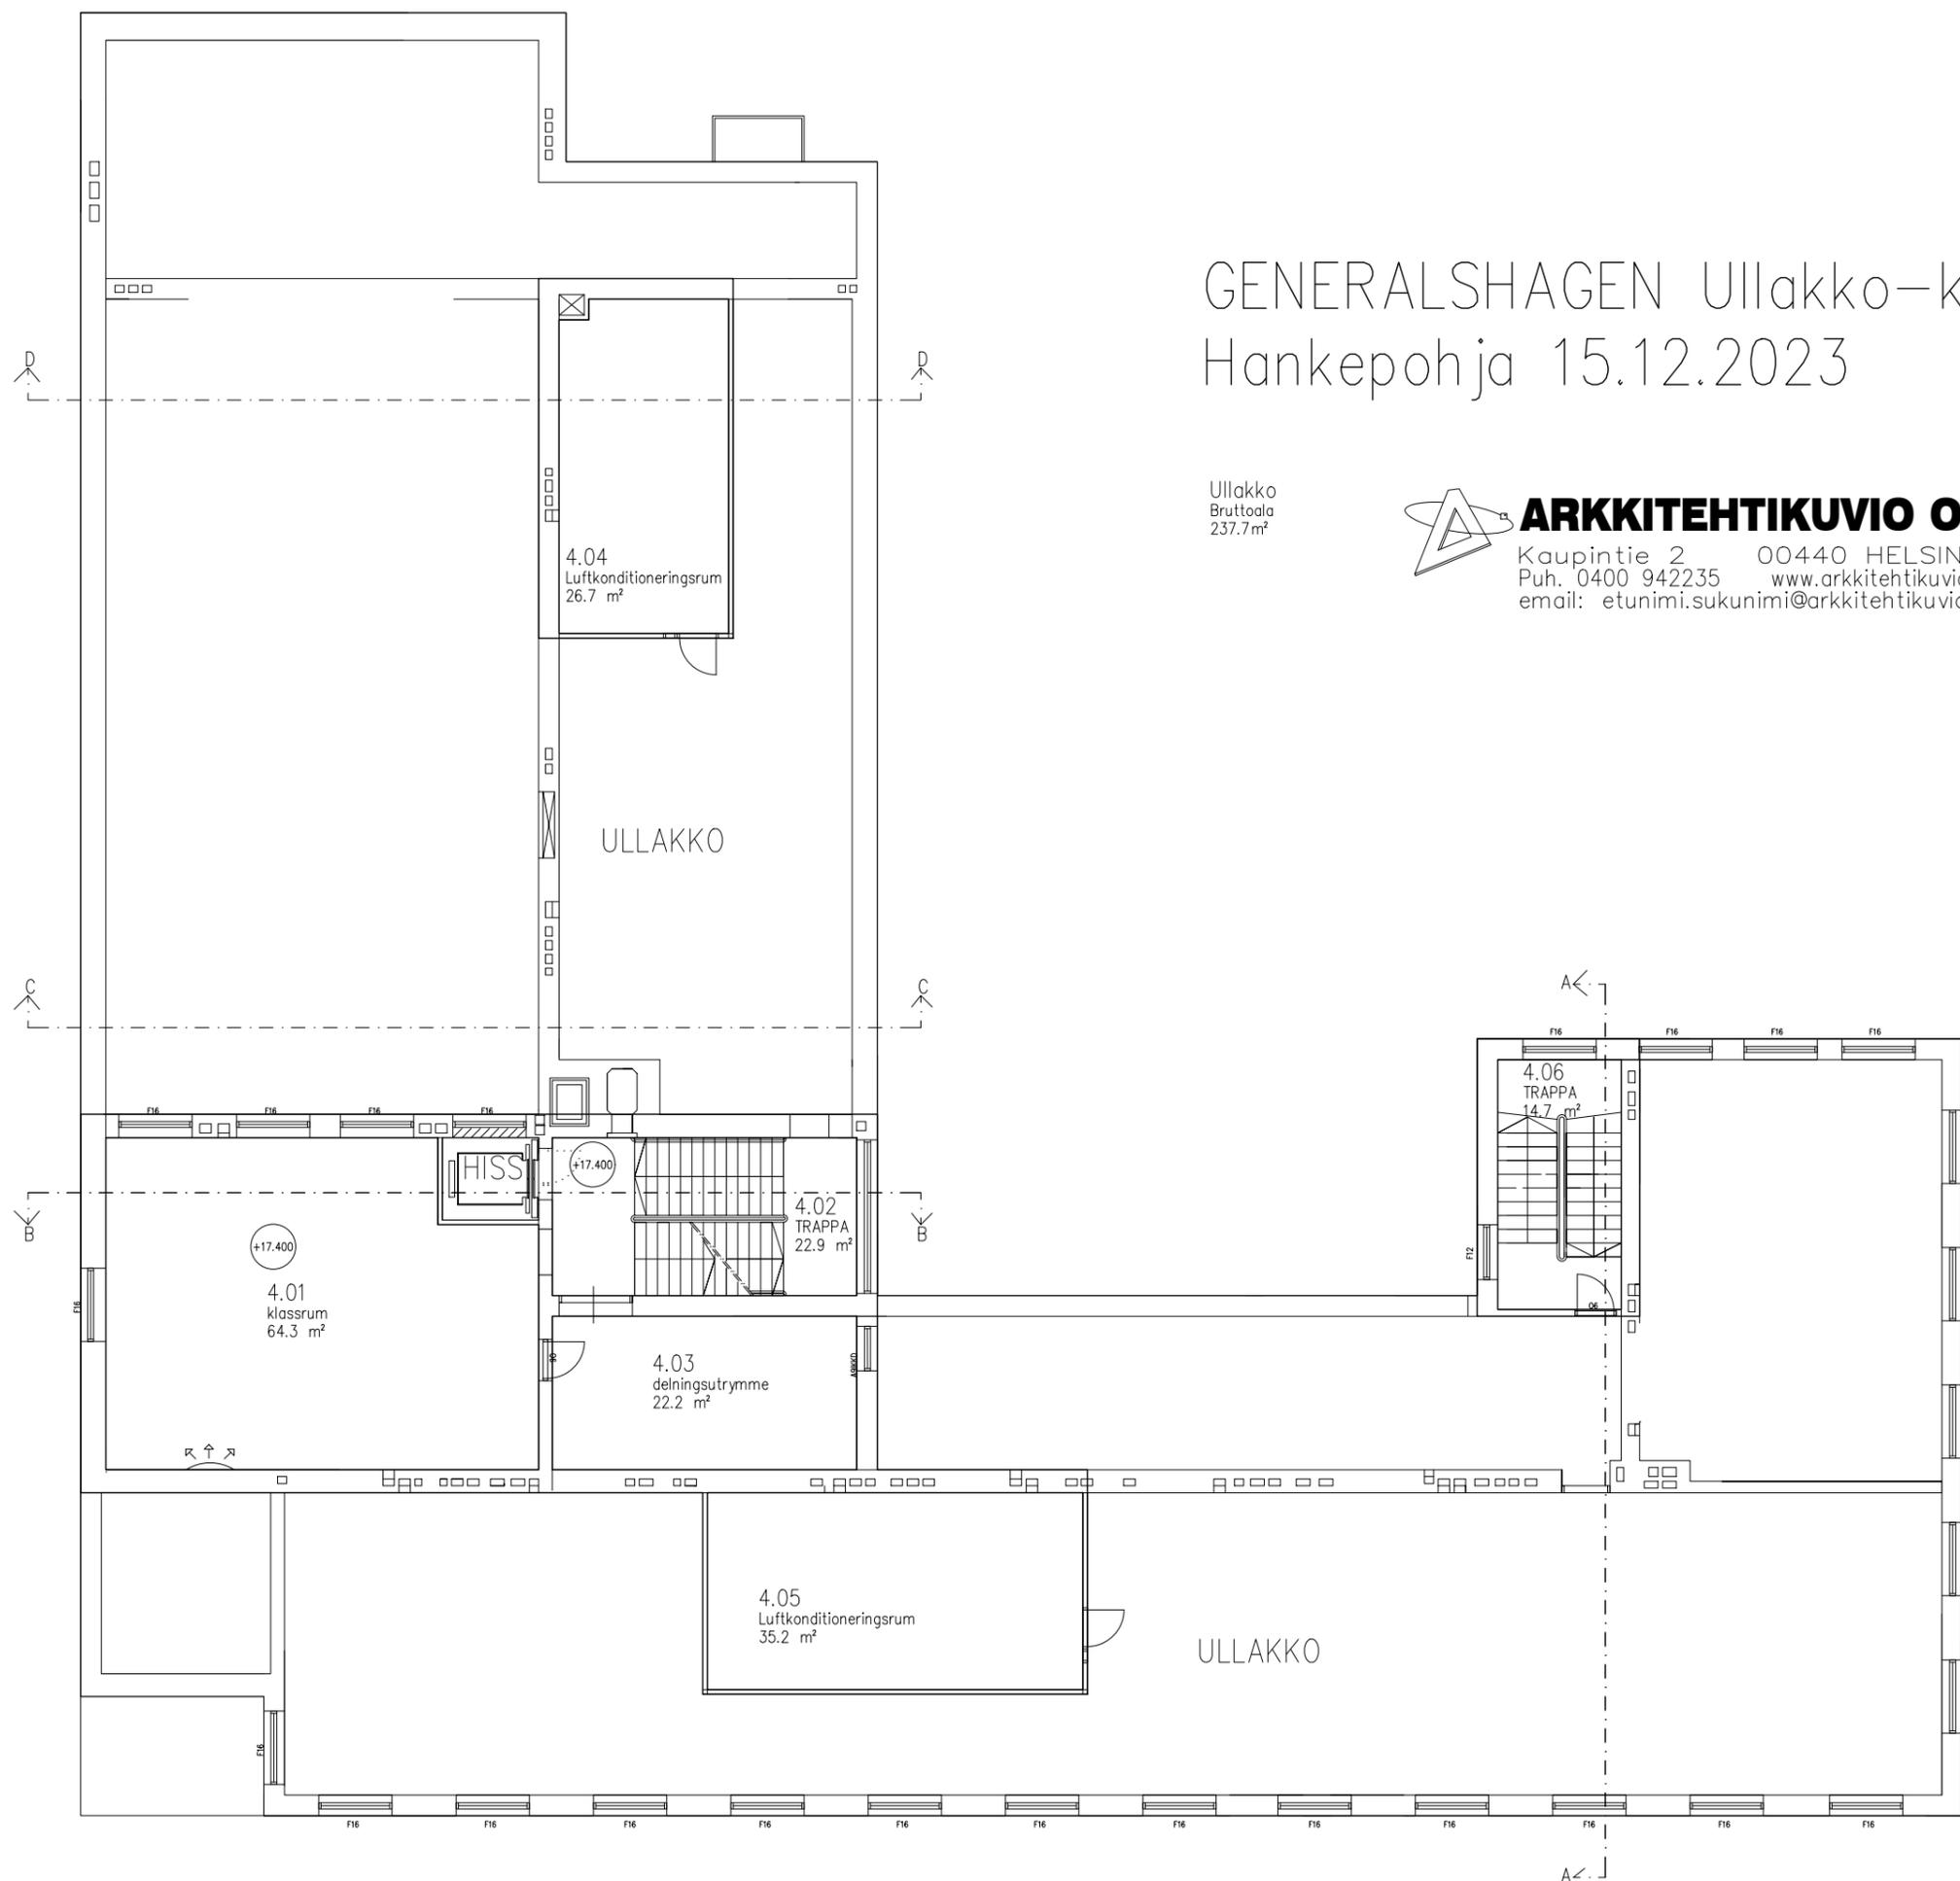 GENERALSHAGEN Ullakko-k
Hankepohja 15.12.2023
Ullakko
Bruttoala
237.7m²
ARKKITEHTIKUVIO O
Kaupintie 2 00440 HELSIN
Puh. 0400 942235 www.arkkitehtikuvio
email: etunimi.sukunimi@arkkitehtikuvio
D D
4.04
Luftkonditioneringsrum
26.7 m²
ULLAKKO
C C
A
F16 F16 F16 F16
4.06
TRAPPA
14.7 m²
F16 F16 F16 F16
HISS
+17.400
4.02
TRAPPA
22.9 m²
B B
+17.400
F12
4.01
klassrum
64.3 m²
F16
06
4.03
delningsutrymme
22.2 m²
4.05
Luftkonditioneringsrum
35.2 m²
ULLAKKO
F16
F16 F16 F16 F16 F16 F16 F16 F16 F16 F16 F16 F16
A